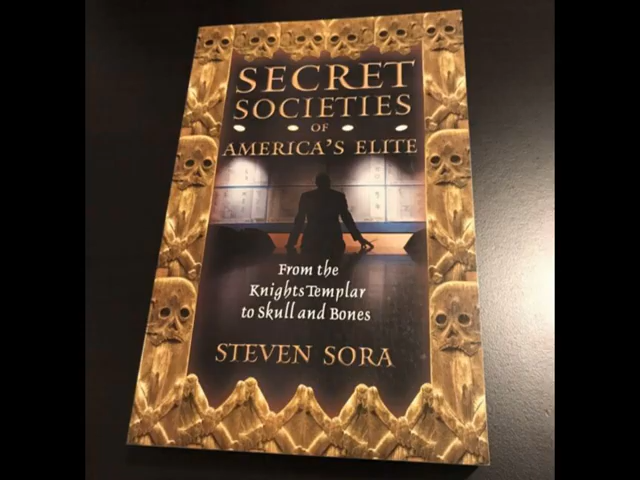 SECRET
SOCIETIES
OF
AMERICA'S ELITE
From the
Knights Templar
to Skull and Bones
STEVEN SORA